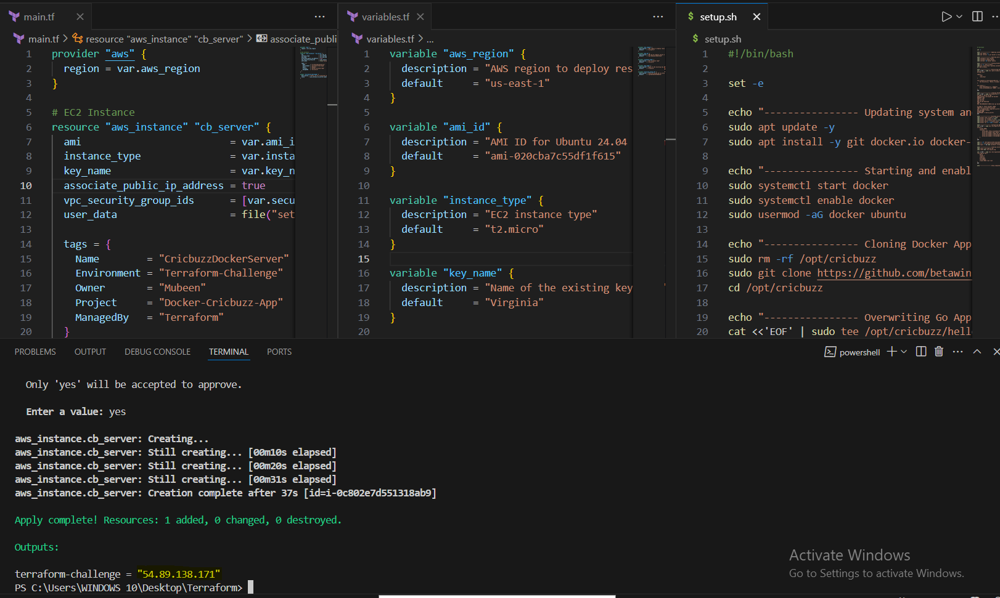 main.tf
variables.tf
setup.sh
main.tf > resource "aws_instance" "cb_server" > associate_publi
variables.tf > ...
setup.sh
1 provider "aws" {
2 region = var.aws_region
3 }
4
5 # EC2 Instance
6 resource "aws_instance" "cb_server" {
7 ami = var.ami_i
8 instance_type = var.insta
9 key_name = var.key_n
10 associate_public_ip_address = true
11 vpc_security_group_ids = [var.secu
12 user_data = file("set
13
14 tags = {
15 Name = "CricbuzzDockerServer"
16 Environment = "Terraform-Challenge"
17 Owner = "Mubeen"
18 Project = "Docker-Cricbuzz-App"
19 ManagedBy = "Terraform"
20 }
1 variable "aws_region" {
2 description = "AWS region to deploy res
3 default = "us-east-1"
4 }
5
6 variable "ami_id" {
7 description = "AMI ID for Ubuntu 24.04
8 default = "ami-020cba7c55df1f615"
9 }
10
11 variable "instance_type" {
12 description = "EC2 instance type"
13 default = "t2.micro"
14 }
15
16 variable "key_name" {
17 description = "Name of the existing key
18 default = "Virginia"
19 }
20
1 #!/bin/bash
2
3 set -e
4
5 echo "---------------- Updating system an
6 sudo apt update -y
7 sudo apt install -y git docker.io docker-
8
9 echo "---------------- Starting and enabl
10 sudo systemctl start docker
11 sudo systemctl enable docker
12 sudo usermod -aG docker ubuntu
13
14 echo "---------------- Cloning Docker App
15 sudo rm -rf /opt/cricbuzz
16 sudo git clone https://github.com/betawin
17 cd /opt/cricbuzz
18
19 echo "---------------- Overwriting Go App
20 cat <<'EOF' | sudo tee /opt/cricbuzz/hell
PROBLEMS OUTPUT DEBUG CONSOLE TERMINAL PORTS
powershell
Only 'yes' will be accepted to approve.
Enter a value: yes
aws_instance.cb_server: Creating...
aws_instance.cb_server: Still creating... [00m10s elapsed]
aws_instance.cb_server: Still creating... [00m20s elapsed]
aws_instance.cb_server: Still creating... [00m31s elapsed]
aws_instance.cb_server: Creation complete after 37s [id=i-0c802e7d551318ab9]
Apply complete! Resources: 1 added, 0 changed, 0 destroyed.
Outputs:
terraform-challenge = "54.89.138.171"
PS C:\Users\WINDOWS 10\Desktop\Terraform>
Activate Windows
Go to Settings to activate Windows.